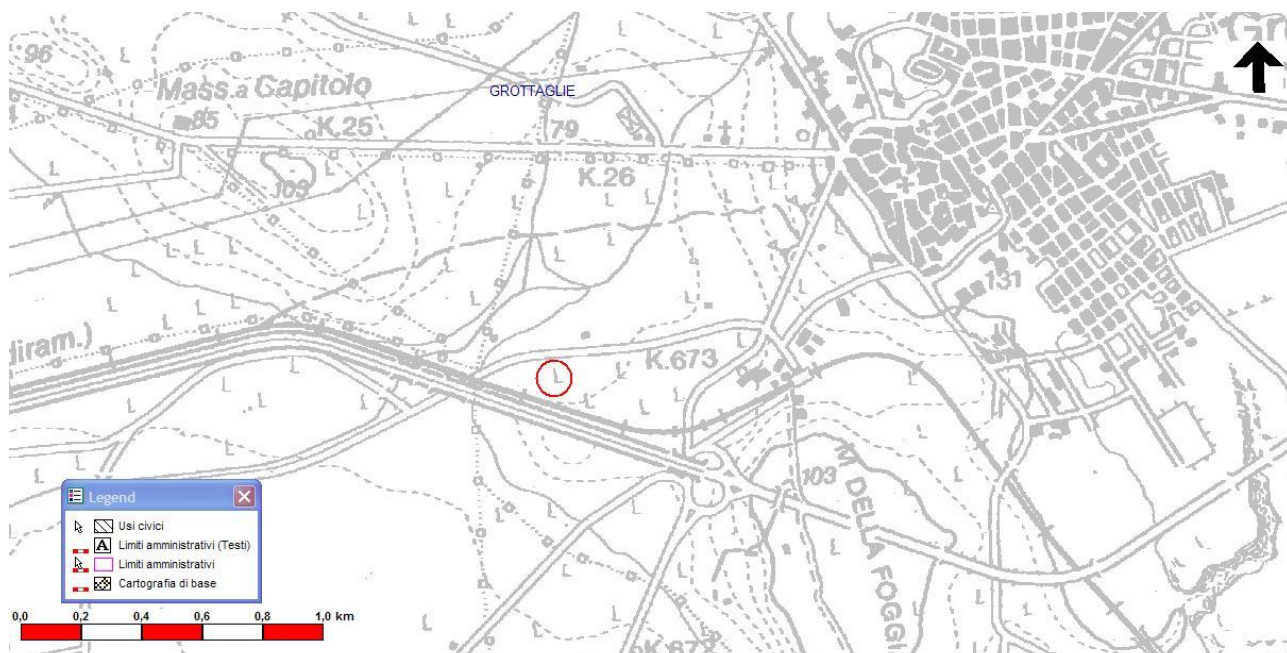 96
Mass.a Capitolo
85
K.25
GROTTAGLIE
79
103
K.26
131
diram.)
K.673
103
DELLA FOGGI
K.672
Legend
Usi civici
A Limiti amministrativi (Testi)
Limiti amministrativi
Cartografia di base
0,0 0,2 0,4 0,6 0,8 1,0 km